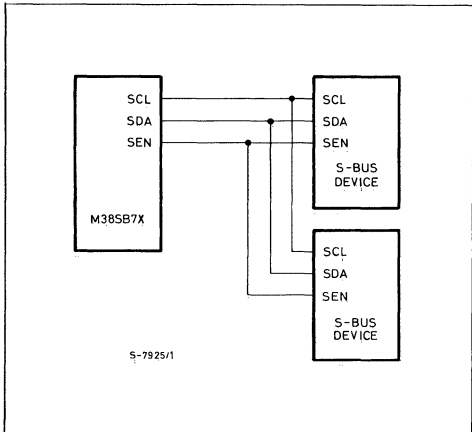 SCL
SDA
SEN
M38SB7X
SCL
SDA
SEN
S-BUS
DEVICE
SCL
SDA
SEN
S-BUS
DEVICE
S-7925/1